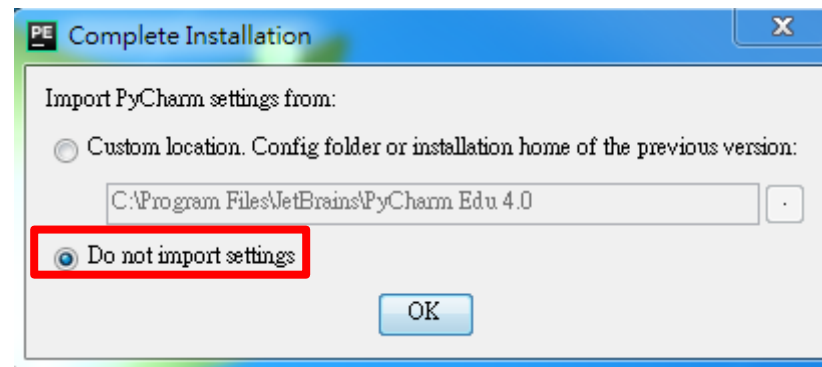 PE Complete Installation
Import PyCharm settings from:
Custom location. Config folder or installation home of the previous version:
C:\Program Files\JetBrains\PyCharm Edu 4.0
Do not import settings
OK